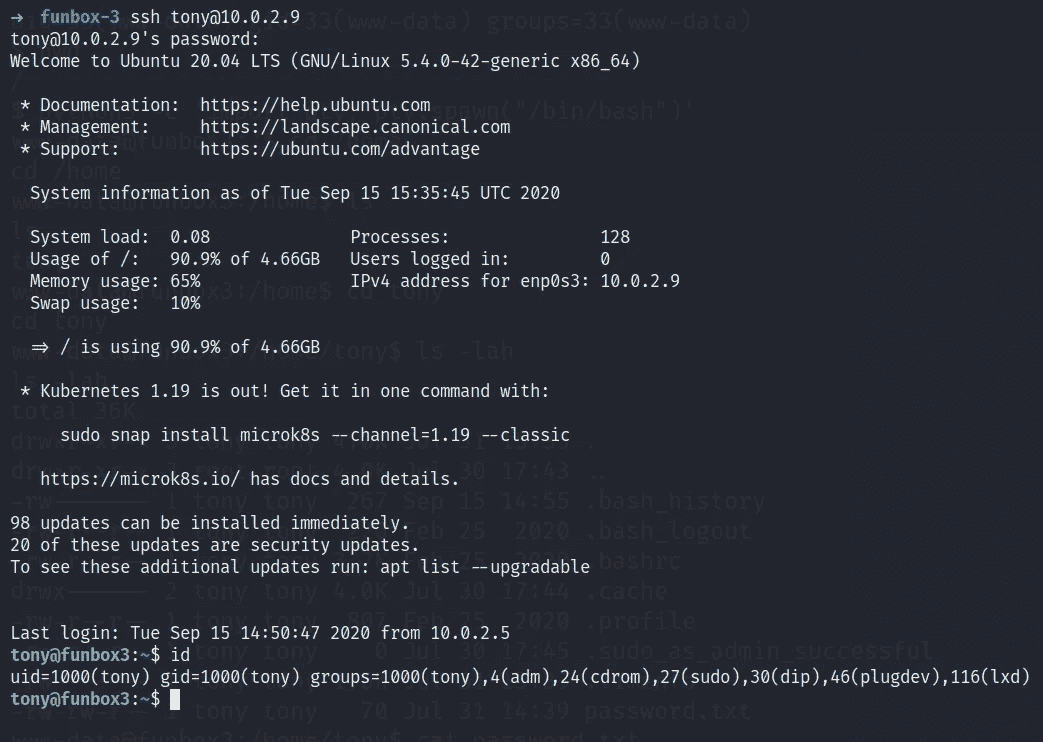 → funbox-3 ssh tony@10.0.2.9
tony@10.0.2.9's password:
Welcome to Ubuntu 20.04 LTS (GNU/Linux 5.4.0-42-generic x86_64)
* Documentation: https://help.ubuntu.com
* Management: https://landscape.canonical.com
* Support: https://ubuntu.com/advantage
System information as of Tue Sep 15 15:35:45 UTC 2020
System load: 0.08 Processes: 128
Usage of /: 90.9% of 4.66GB Users logged in: 0
Memory usage: 65% IPv4 address for enp0s3: 10.0.2.9
Swap usage: 10%
=> / is using 90.9% of 4.66GB
* Kubernetes 1.19 is out! Get it in one command with:
sudo snap install microk8s --channel=1.19 --classic
https://microk8s.io/ has docs and details.
98 updates can be installed immediately.
20 of these updates are security updates.
To see these additional updates run: apt list --upgradable
Last login: Tue Sep 15 14:50:47 2020 from 10.0.2.5
tony@funbox3:~$ id
uid=1000(tony) gid=1000(tony) groups=1000(tony),4(adm),24(cdrom),27(sudo),30(dip),46(plugdev),116(lxd)
tony@funbox3:~$